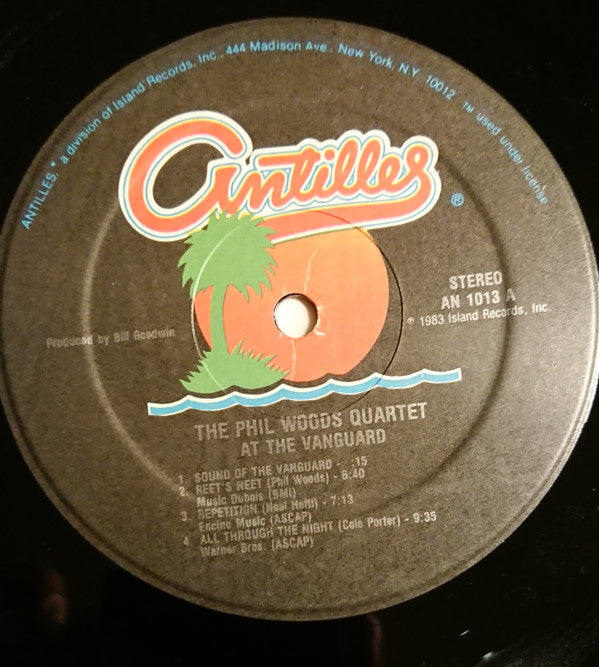 ANTILLES.™ a division of Island Records, Inc., 444 Madison Ave., New York, N.Y. 10012 TM used under license
antilles®
STEREO
AN 1013 A
℗ 1983 Island Records, Inc.
Produced by Bill Goodwin
THE PHIL WOODS QUARTET
AT THE VANGUARD
1. SOUND OF THE VANGUARD - :15
2. REET'S NEET (Phil Woods) - 6:40
Music Dubois (BMI)
3. REPETITION (Neal Hefti) - 7:13
Encino Music (ASCAP)
4. ALL THROUGH THE NIGHT (Cole Porter) - 9:35
Warner Bros. (ASCAP)